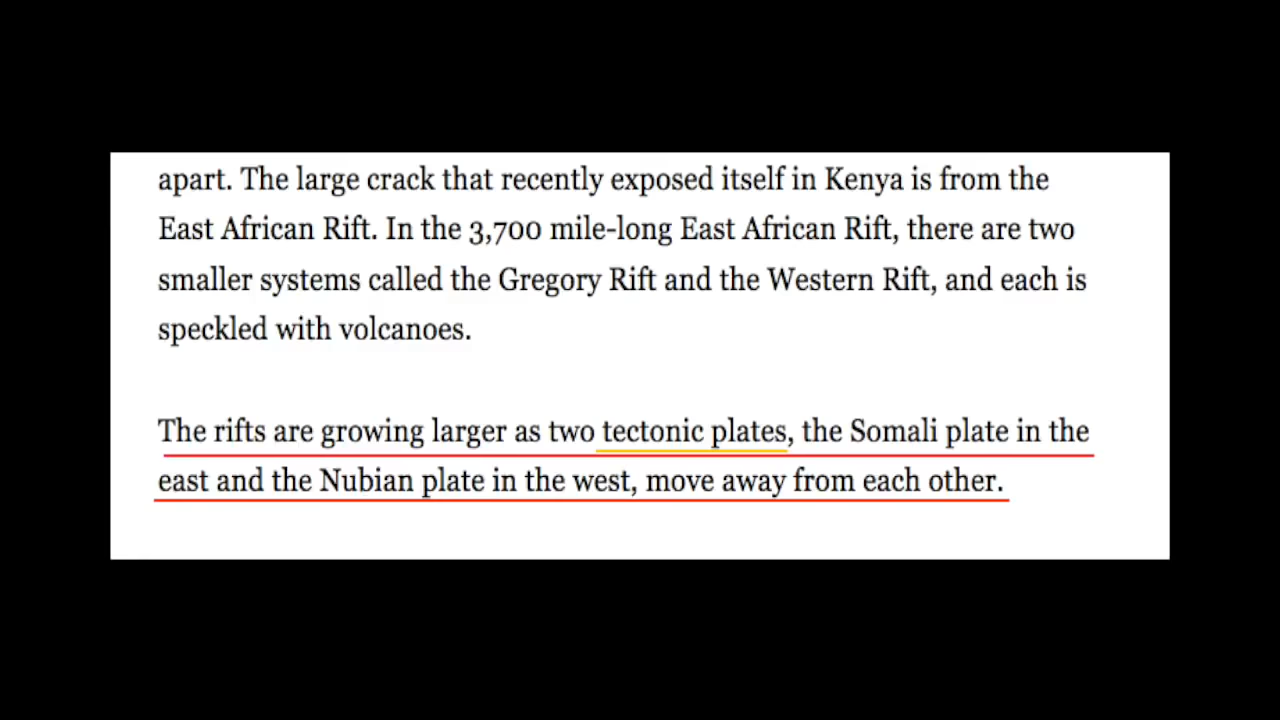 apart. The large crack that recently exposed itself in Kenya is from the
East African Rift. In the 3,700 mile-long East African Rift, there are two
smaller systems called the Gregory Rift and the Western Rift, and each is
speckled with volcanoes.
The rifts are growing larger as two tectonic plates, the Somali plate in the
east and the Nubian plate in the west, move away from each other.